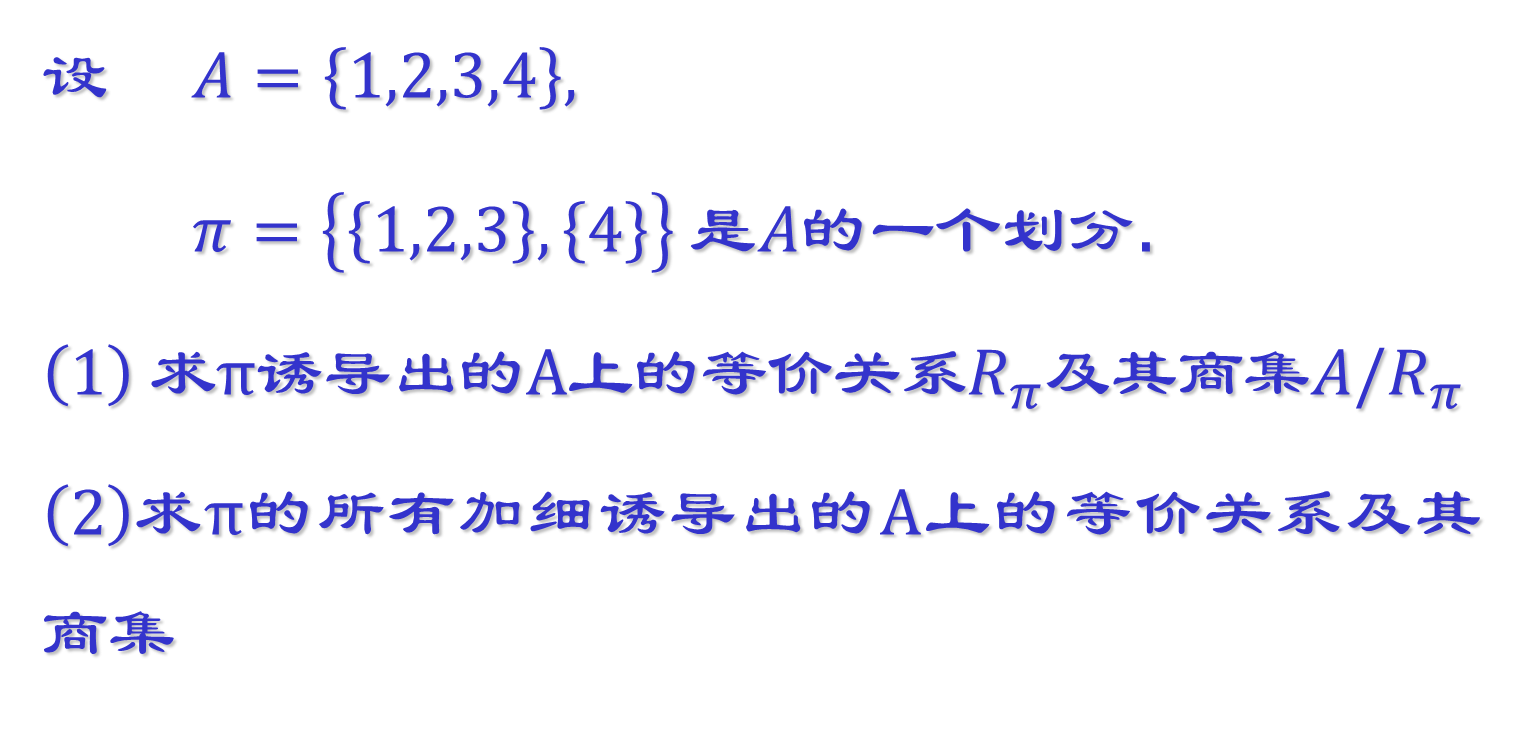 设 A = {1,2,3,4},
π = {{1,2,3}, {4}} 是A的一个划分.
(1) 求π诱导出的A上的等价关系R_π及其商集A/R_π
(2)求π的所有加细诱导出的A上的等价关系及其
商集